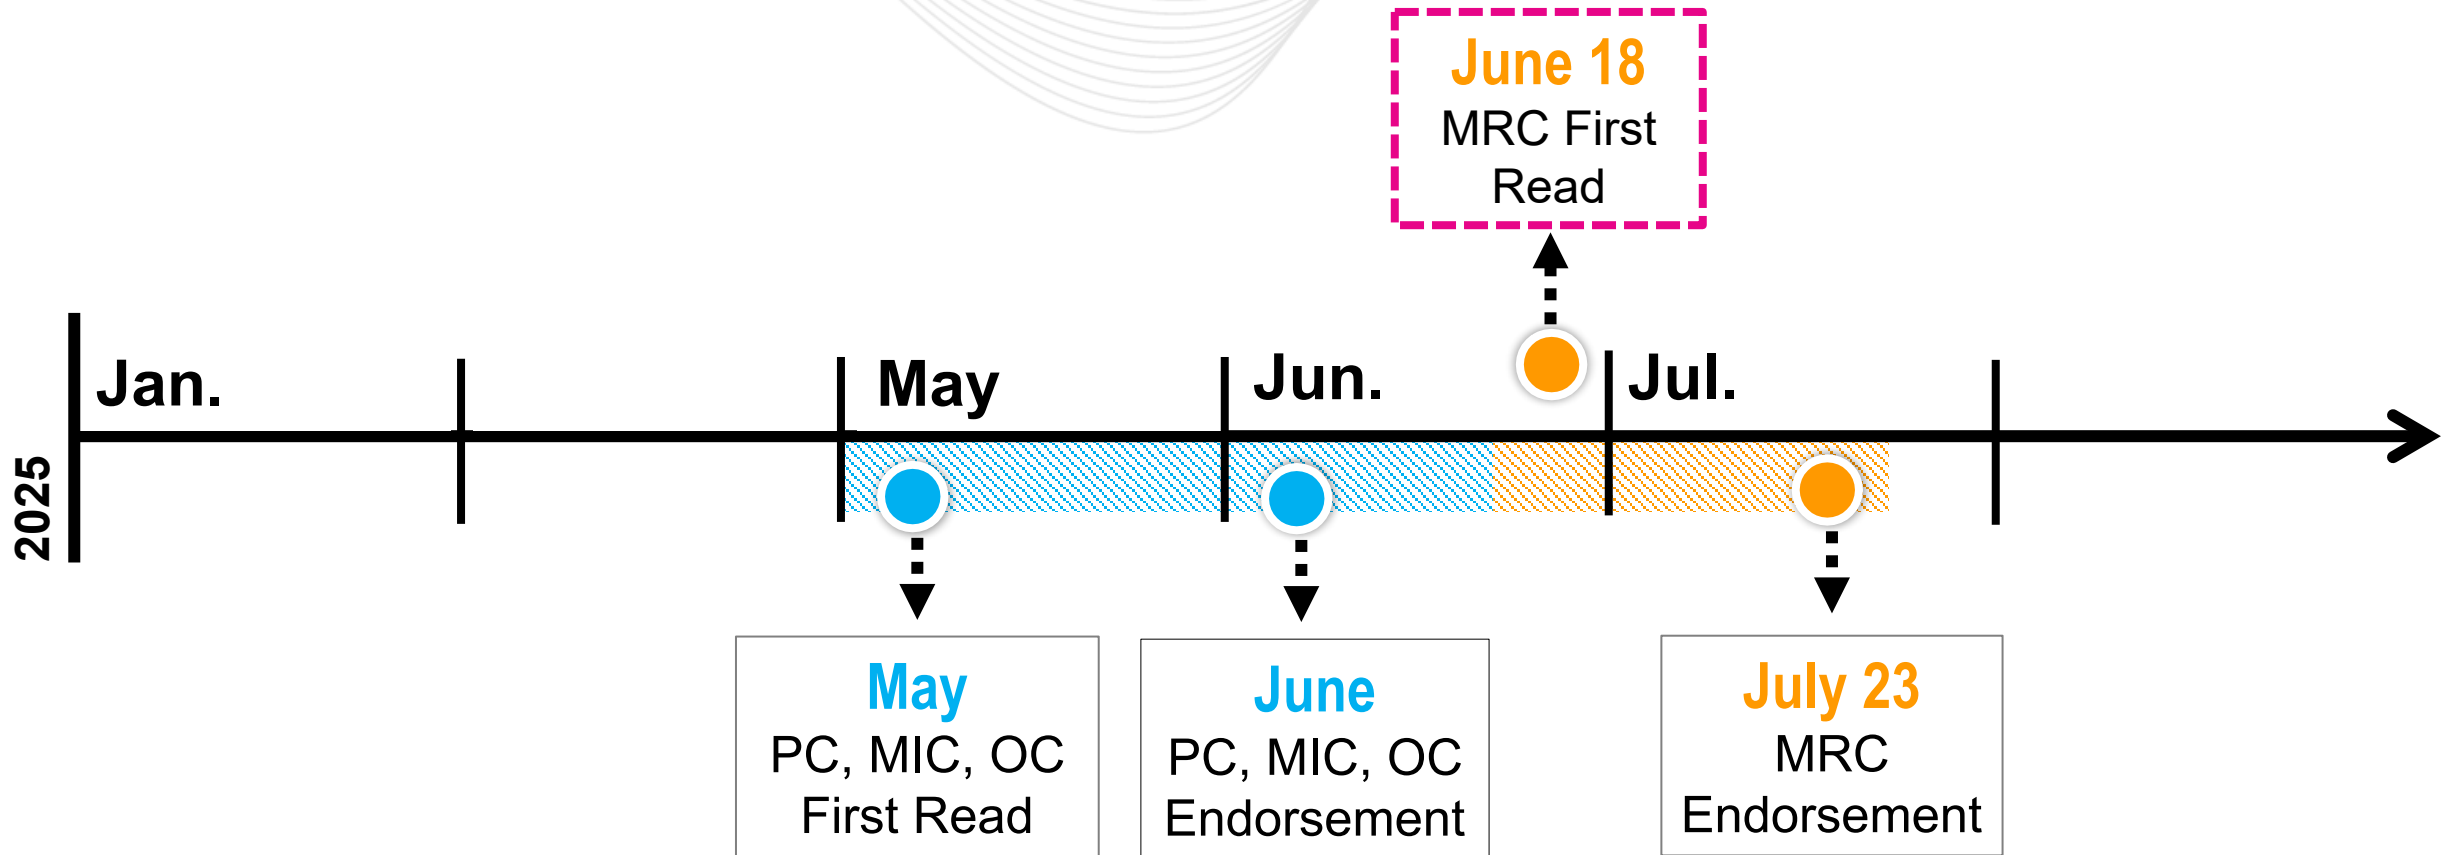 June 18
MRC First
Read
Jan.
May
Jun.
Jul.
2025
May
PC, MIC, OC
First Read
June
PC, MIC, OC
Endorsement
July 23
MRC
Endorsement